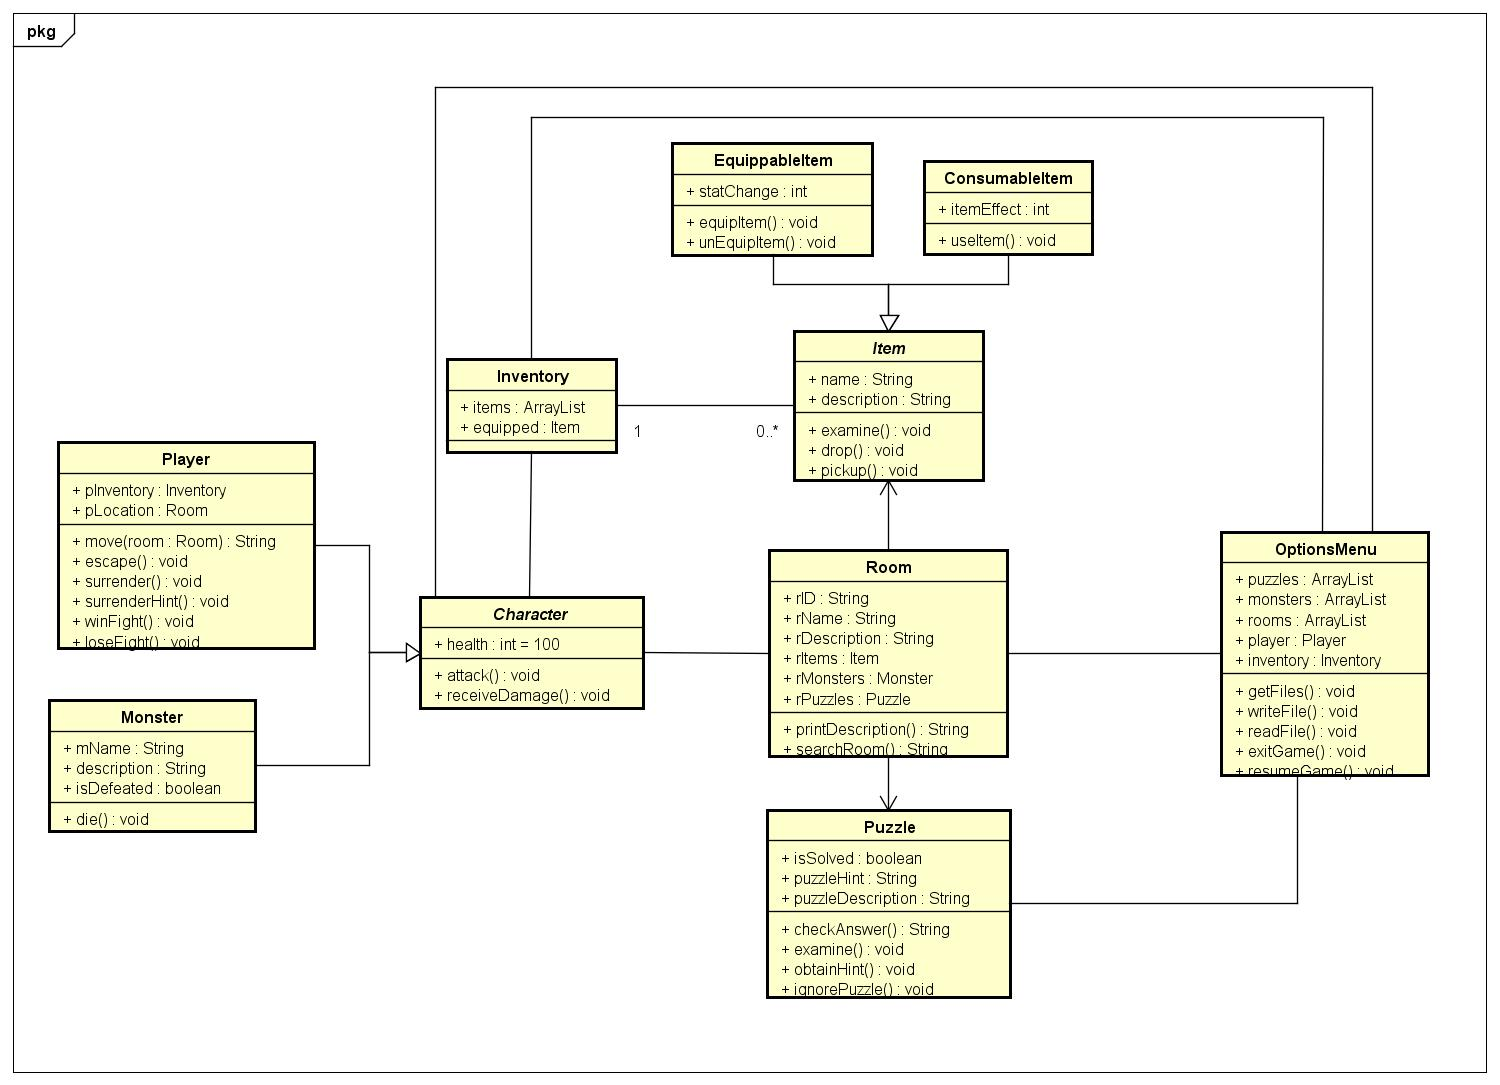 pkg
EquippableItem
+ statChange : int
+ equipItem() : void
+ unEquipItem() : void
ConsumableItem
+ itemEffect : int
+ useItem() : void
Inventory
+ items : ArrayList
+ equipped : Item
1
0..*
Item
+ name : String
+ description : String
+ examine() : void
+ drop() : void
+ pickup() : void
Player
+ pInventory : Inventory
+ pLocation : Room
+ move(room : Room) : String
+ escape() : void
+ surrender() : void
+ surrenderHint() : void
+ winFight() : void
+ loseFight() : void
Character
+ health : int = 100
+ attack() : void
+ receiveDamage() : void
Room
+ rID : String
+ rName : String
+ rDescription : String
+ rItems : Item
+ rMonsters : Monster
+ rPuzzles : Puzzle
+ printDescription() : String
+ searchRoom() : String
OptionsMenu
+ puzzles : ArrayList
+ monsters : ArrayList
+ rooms : ArrayList
+ player : Player
+ inventory : Inventory
+ getFiles() : void
+ writeFile() : void
+ readFile() : void
+ exitGame() : void
+ resumeGame() : void
Monster
+ mName : String
+ description : String
+ isDefeated : boolean
+ die() : void
Puzzle
+ isSolved : boolean
+ puzzleHint : String
+ puzzleDescription : String
+ checkAnswer() : String
+ examine() : void
+ obtainHint() : void
+ ignorePuzzle() : void